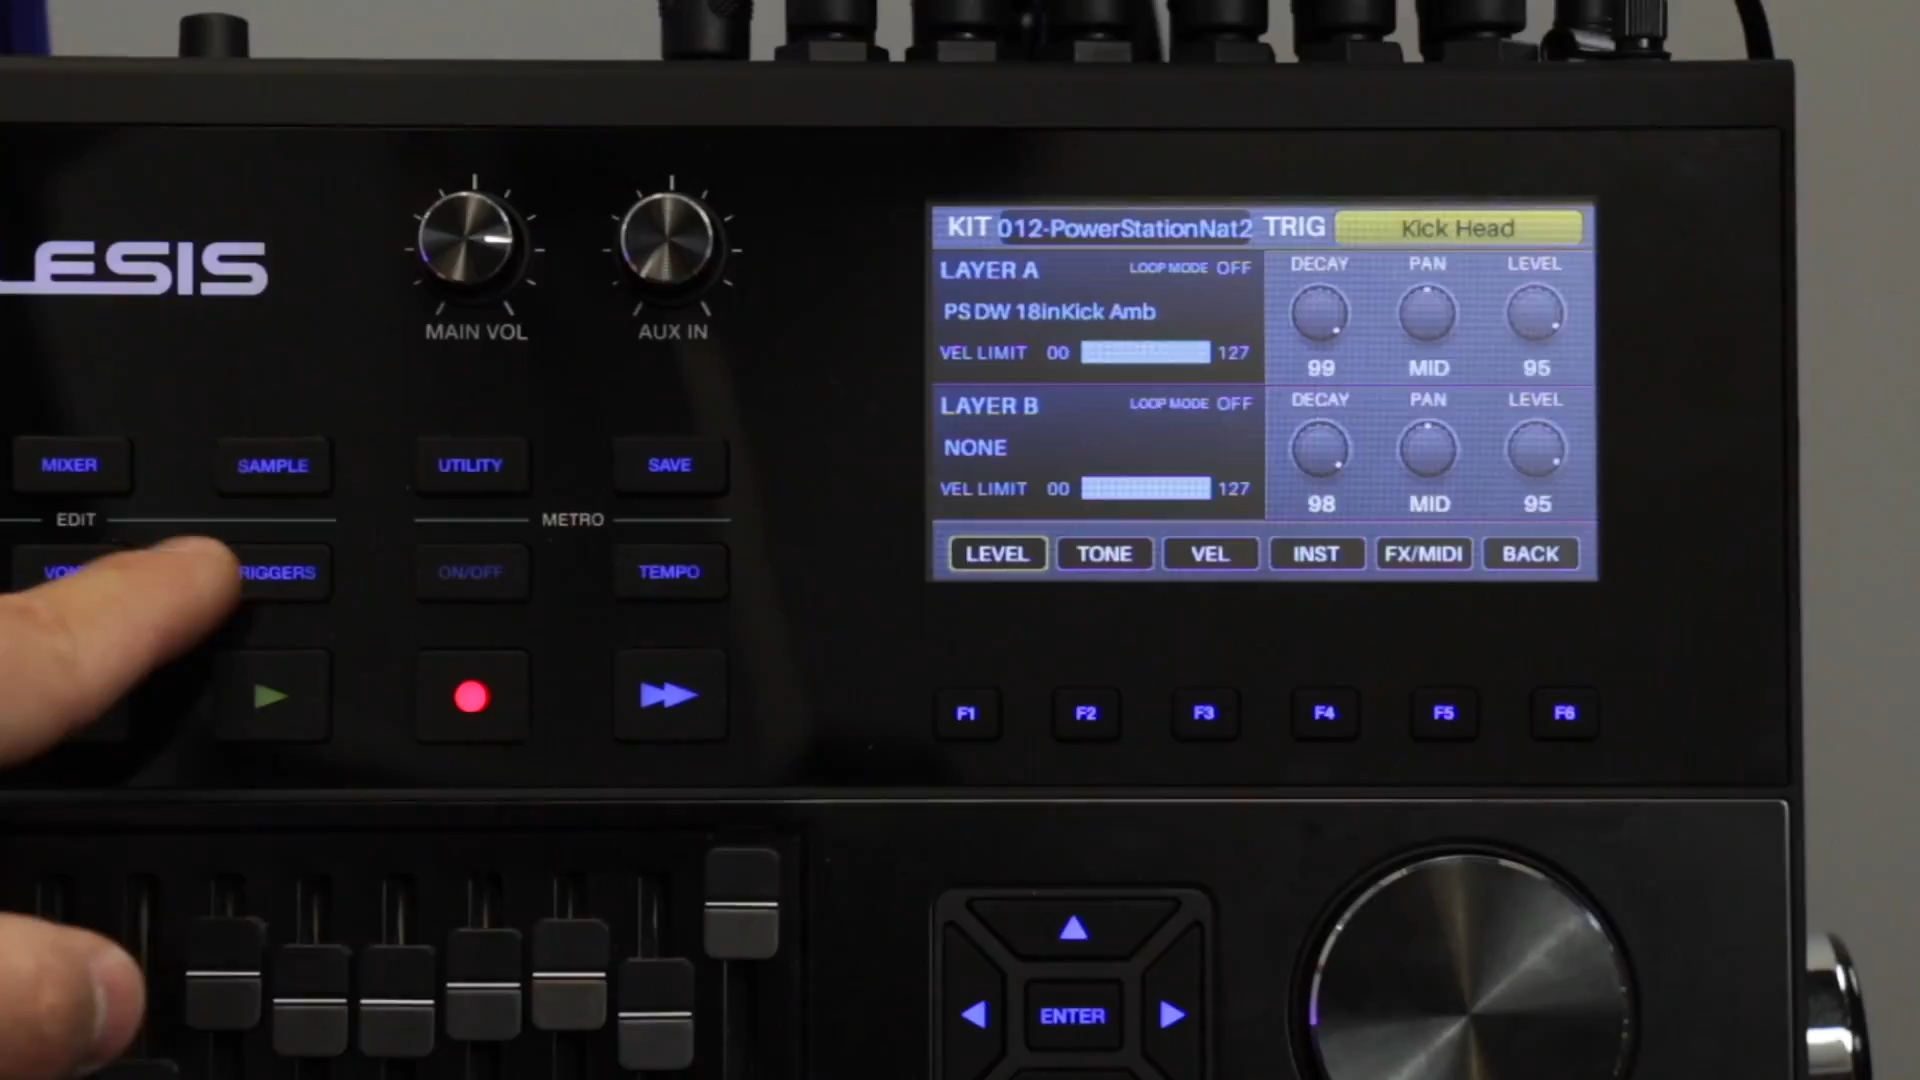 LESIS
MAIN VOL
AUX IN
MIXER
SAMPLE
UTILITY
SAVE
EDIT
METRO
RIGGERS
ON/OFF
TEMPO
KIT 012-PowerStationNat2 TRIG Kick Head
LAYER A LOOP MODE OFF
PS DW 18inKick Amb
VEL LIMIT 00 127
DECAY PAN LEVEL
99 MID 95
LAYER B LOOP MODE OFF
NONE
VEL LIMIT 00 127
DECAY PAN LEVEL
98 MID 95
LEVEL TONE VEL INST FX/MIDI BACK
F1 F2 F3 F4 F5 F6
ENTER